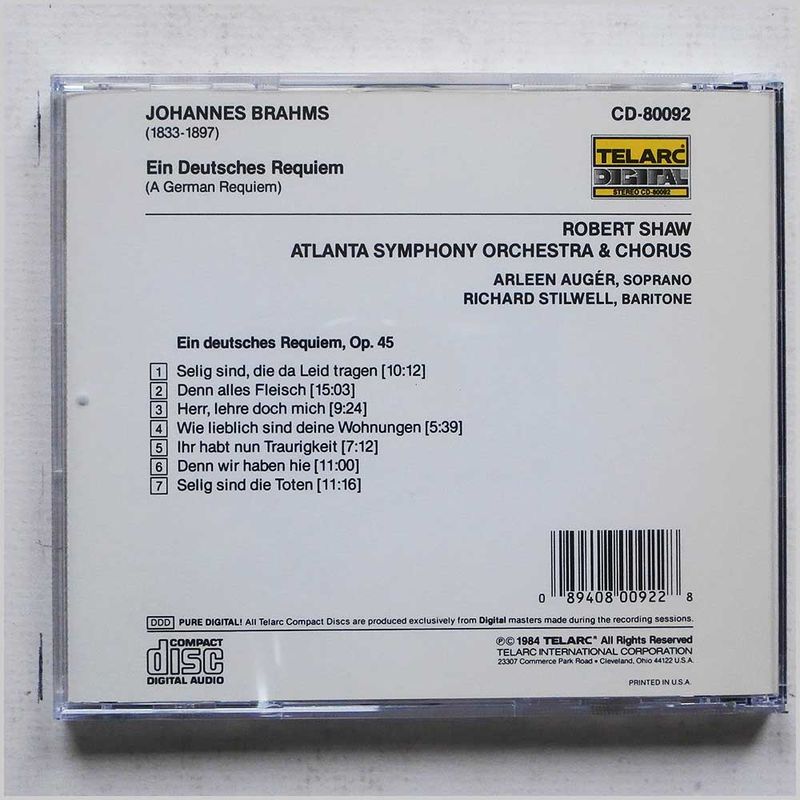 JOHANNES BRAHMS
(1833-1897)
CD-80092
Ein Deutsches Requiem
(A German Requiem)
TELARC®
DIGITAL
STEREO CD-80092
ROBERT SHAW
ATLANTA SYMPHONY ORCHESTRA & CHORUS
ARLEEN AUGÉR, SOPRANO
RICHARD STILWELL, BARITONE
Ein deutsches Requiem, Op. 45
1 Selig sind, die da Leid tragen [10:12]
2 Denn alles Fleisch [15:03]
3 Herr, lehre doch mich [9:24]
4 Wie lieblich sind deine Wohnungen [5:39]
5 Ihr habt nun Traurigkeit [7:12]
6 Denn wir haben hie [11:00]
7 Selig sind die Toten [11:16]
0 89408 00922 8
DDD PURE DIGITAL! All Telarc Compact Discs are produced exclusively from Digital masters made during the recording sessions.
COMPACT
disc
DIGITAL AUDIO
℗© 1984 TELARC® All Rights Reserved
TELARC INTERNATIONAL CORPORATION
23307 Commerce Park Road • Cleveland, Ohio 44122 U.S.A.
PRINTED IN U.S.A.